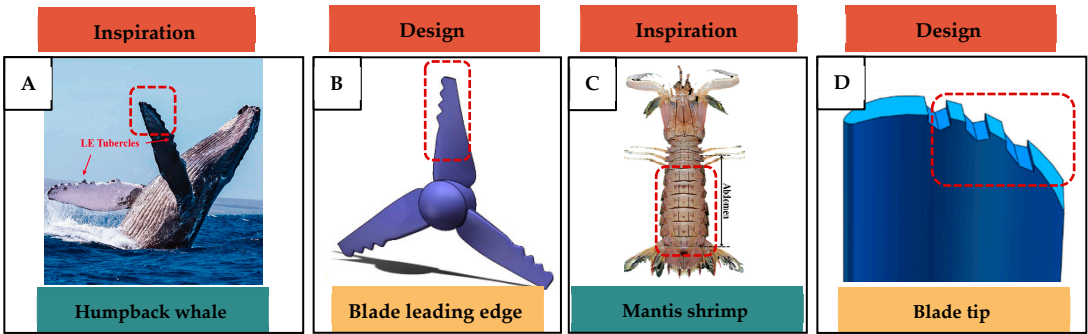 Inspiration
Design
Inspiration
Design
A
B
C
D
LE Tubercles
Abdomen
Humpback whale
Blade leading edge
Mantis shrimp
Blade tip